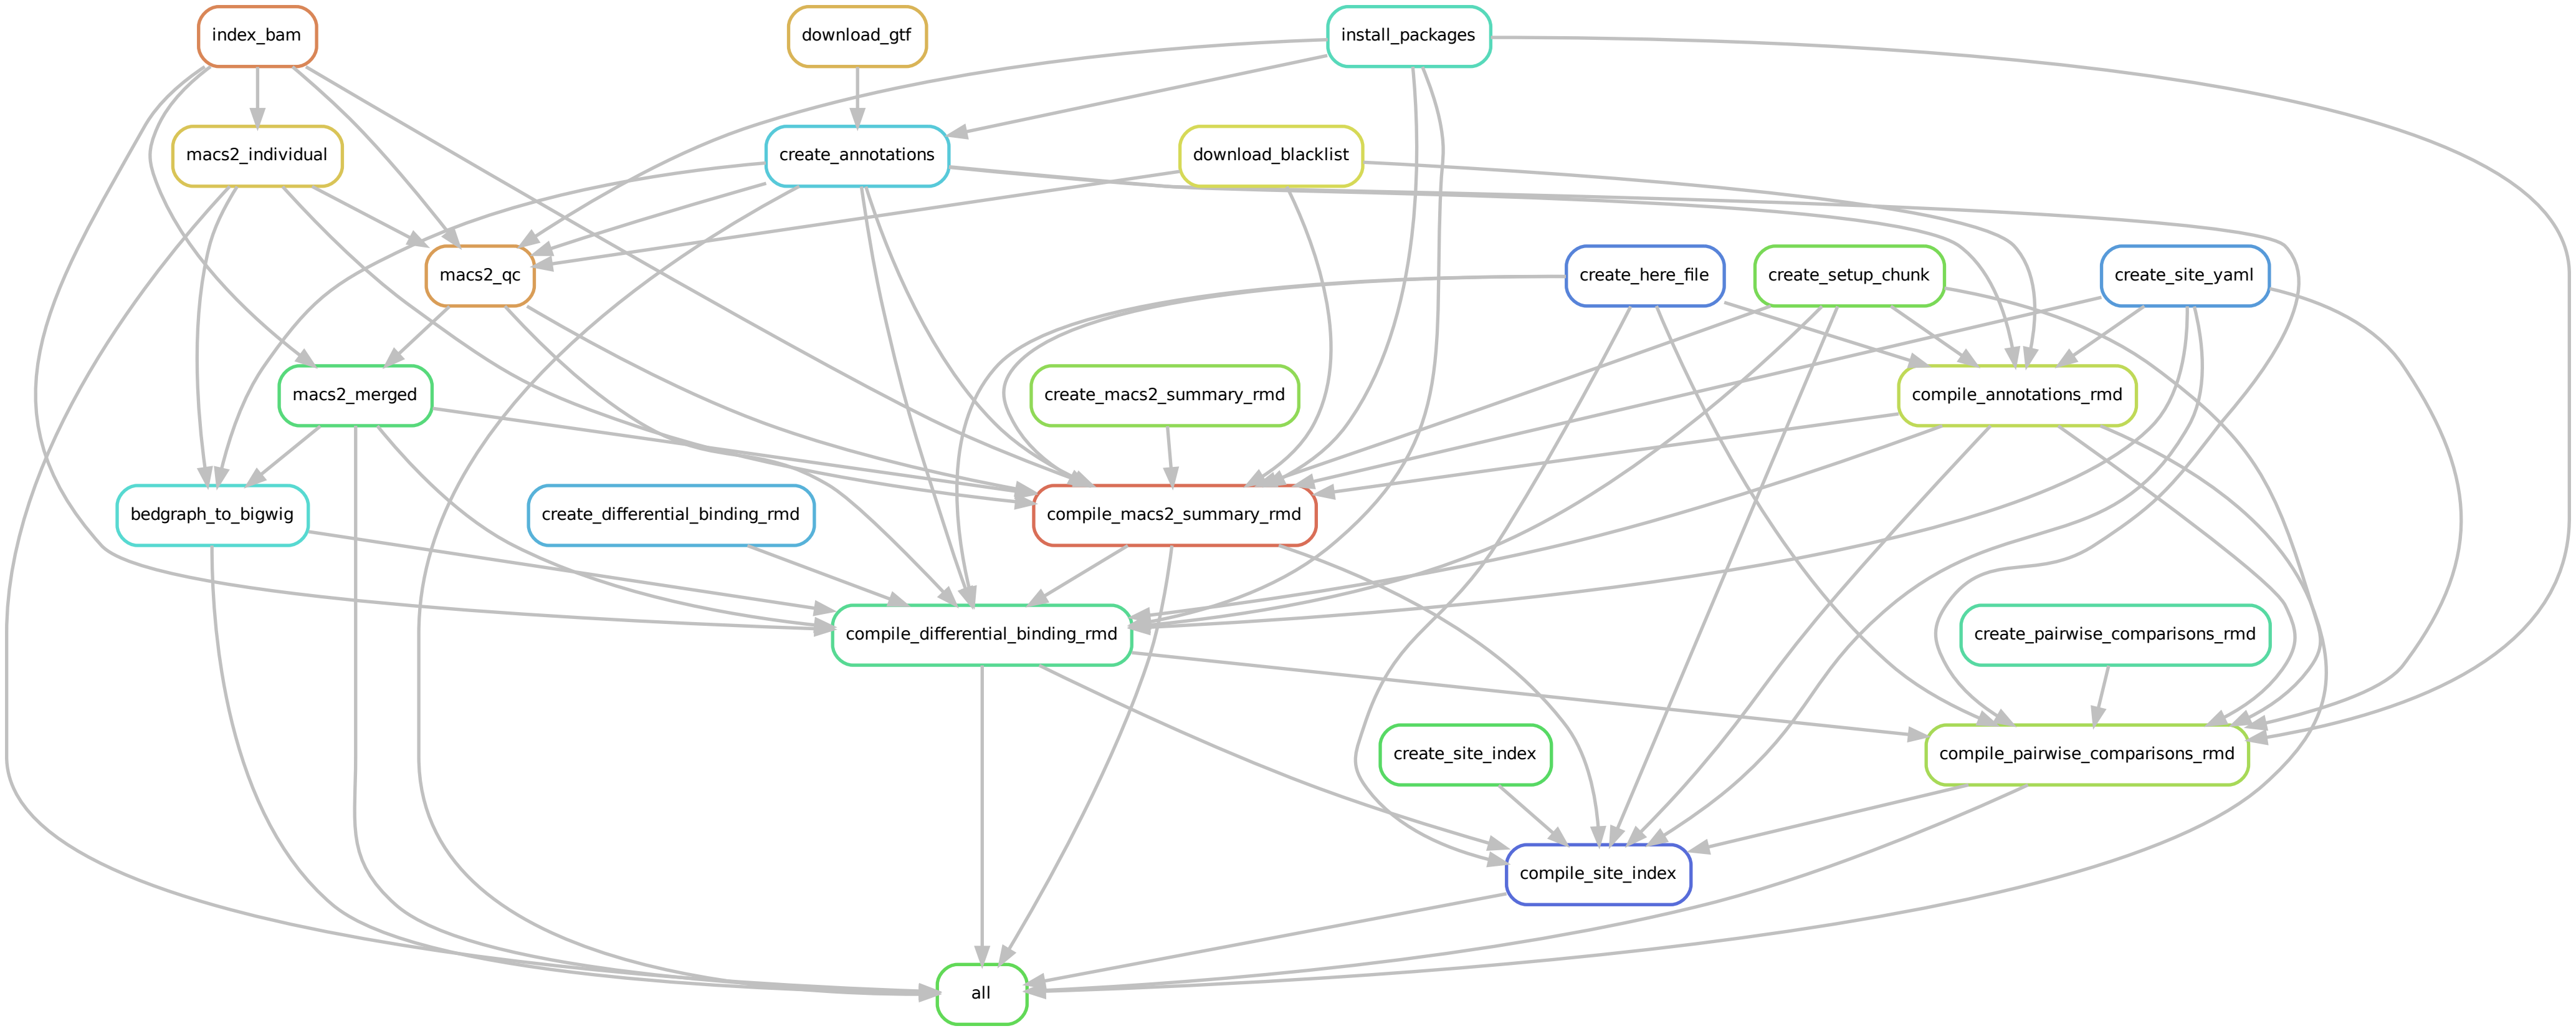 index_bam
download_gtf
install_packages
macs2_individual
create_annotations
download_blacklist
macs2_qc
create_here_file
create_setup_chunk
create_site_yaml
macs2_merged
create_macs2_summary_rmd
compile_annotations_rmd
bedgraph_to_bigwig
create_differential_binding_rmd
compile_macs2_summary_rmd
compile_differential_binding_rmd
create_pairwise_comparisons_rmd
create_site_index
compile_pairwise_comparisons_rmd
compile_site_index
all